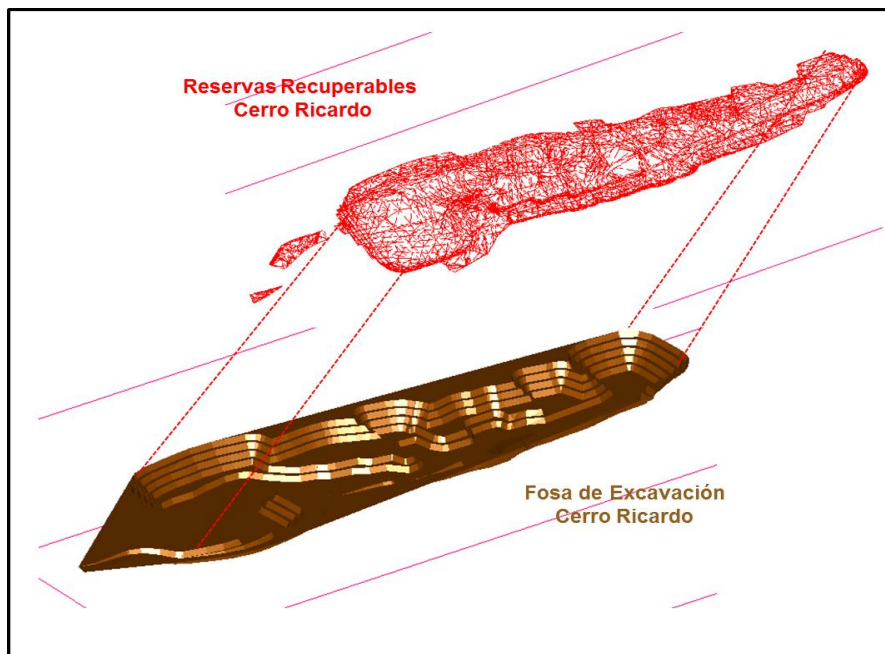 Reservas Recuperables
Cerro Ricardo
Fosa de Excavación
Cerro Ricardo